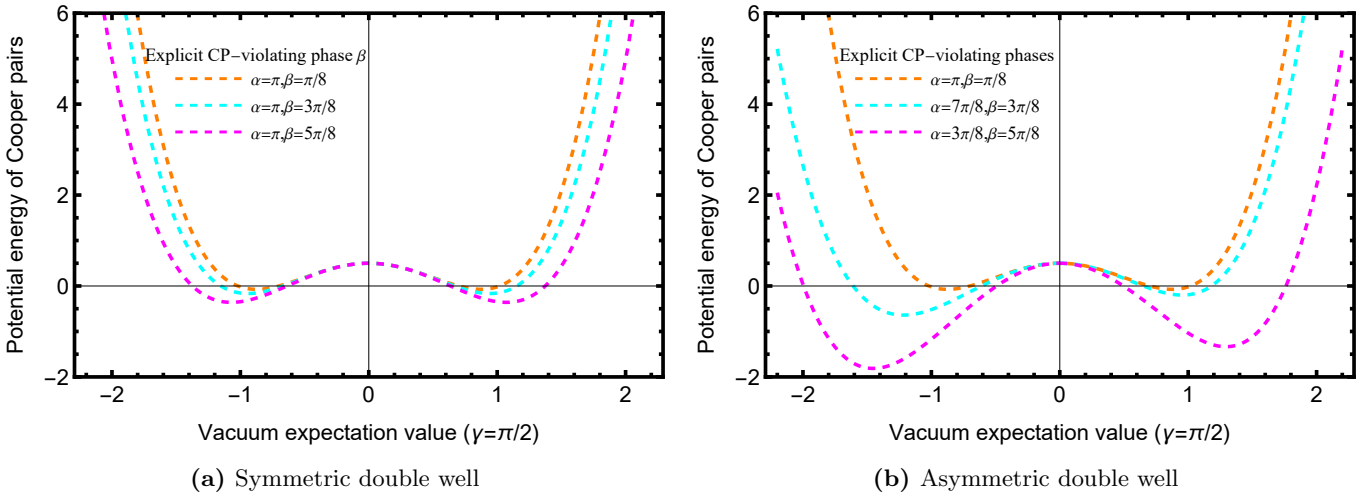 6
4
2
0
−2
−2
−1
0
1
2
Potential energy of Cooper pairs
Explicit CP−violating phase β
α=π,β=π/8
α=π,β=3π/8
α=π,β=5π/8
Vacuum expectation value (γ=π/2)
(a) Symmetric double well
6
4
2
0
−2
−2
−1
0
1
2
Potential energy of Cooper pairs
Explicit CP−violating phases
α=π,β=π/8
α=7π/8,β=3π/8
α=3π/8,β=5π/8
Vacuum expectation value (γ=π/2)
(b) Asymmetric double well